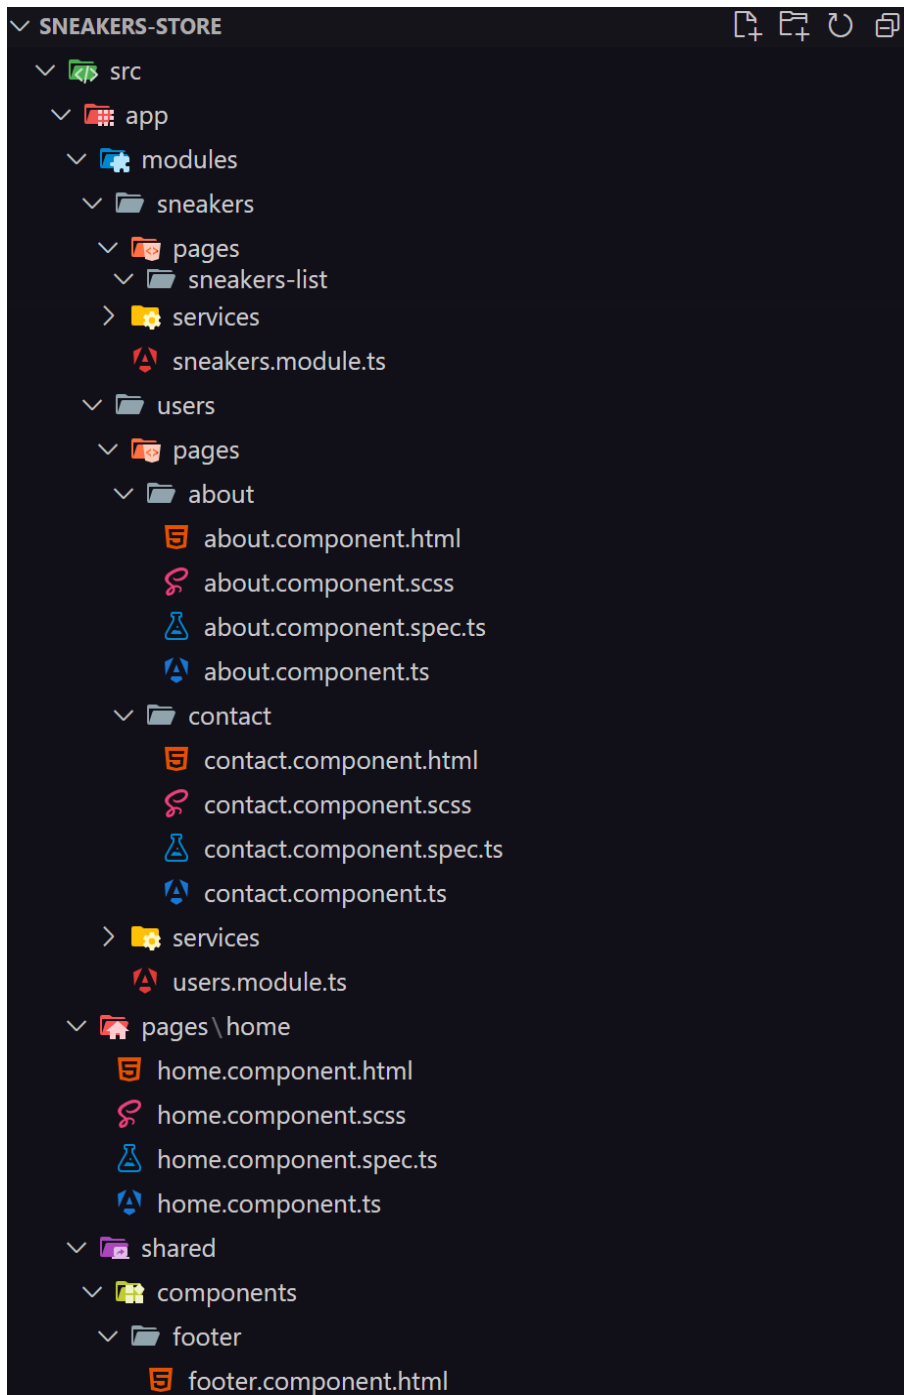 SNEAKERS-STORE
src
app
modules
sneakers
pages
sneakers-list
services
sneakers.module.ts
users
pages
about
about.component.html
about.component.scss
about.component.spec.ts
about.component.ts
contact
contact.component.html
contact.component.scss
contact.component.spec.ts
contact.component.ts
services
users.module.ts
pages\home
home.component.html
home.component.scss
home.component.spec.ts
home.component.ts
shared
components
footer
footer.component.html